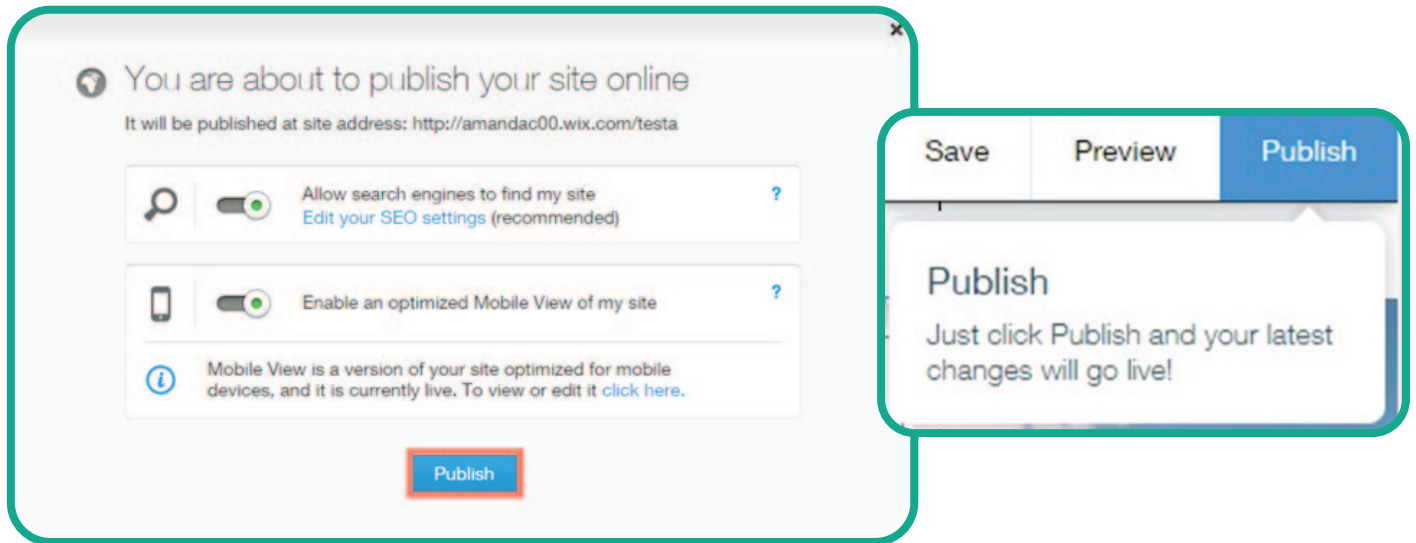 ×
You are about to publish your site online
It will be published at site address: http://amandac00.wix.com/testa
Allow search engines to find my site
?
Edit your SEO settings (recommended)
Enable an optimized Mobile View of my site
?
Mobile View is a version of your site optimized for mobile
devices, and it is currently live. To view or edit it click here.
Publish
Save Preview Publish
Publish
Just click Publish and your latest
changes will go live!